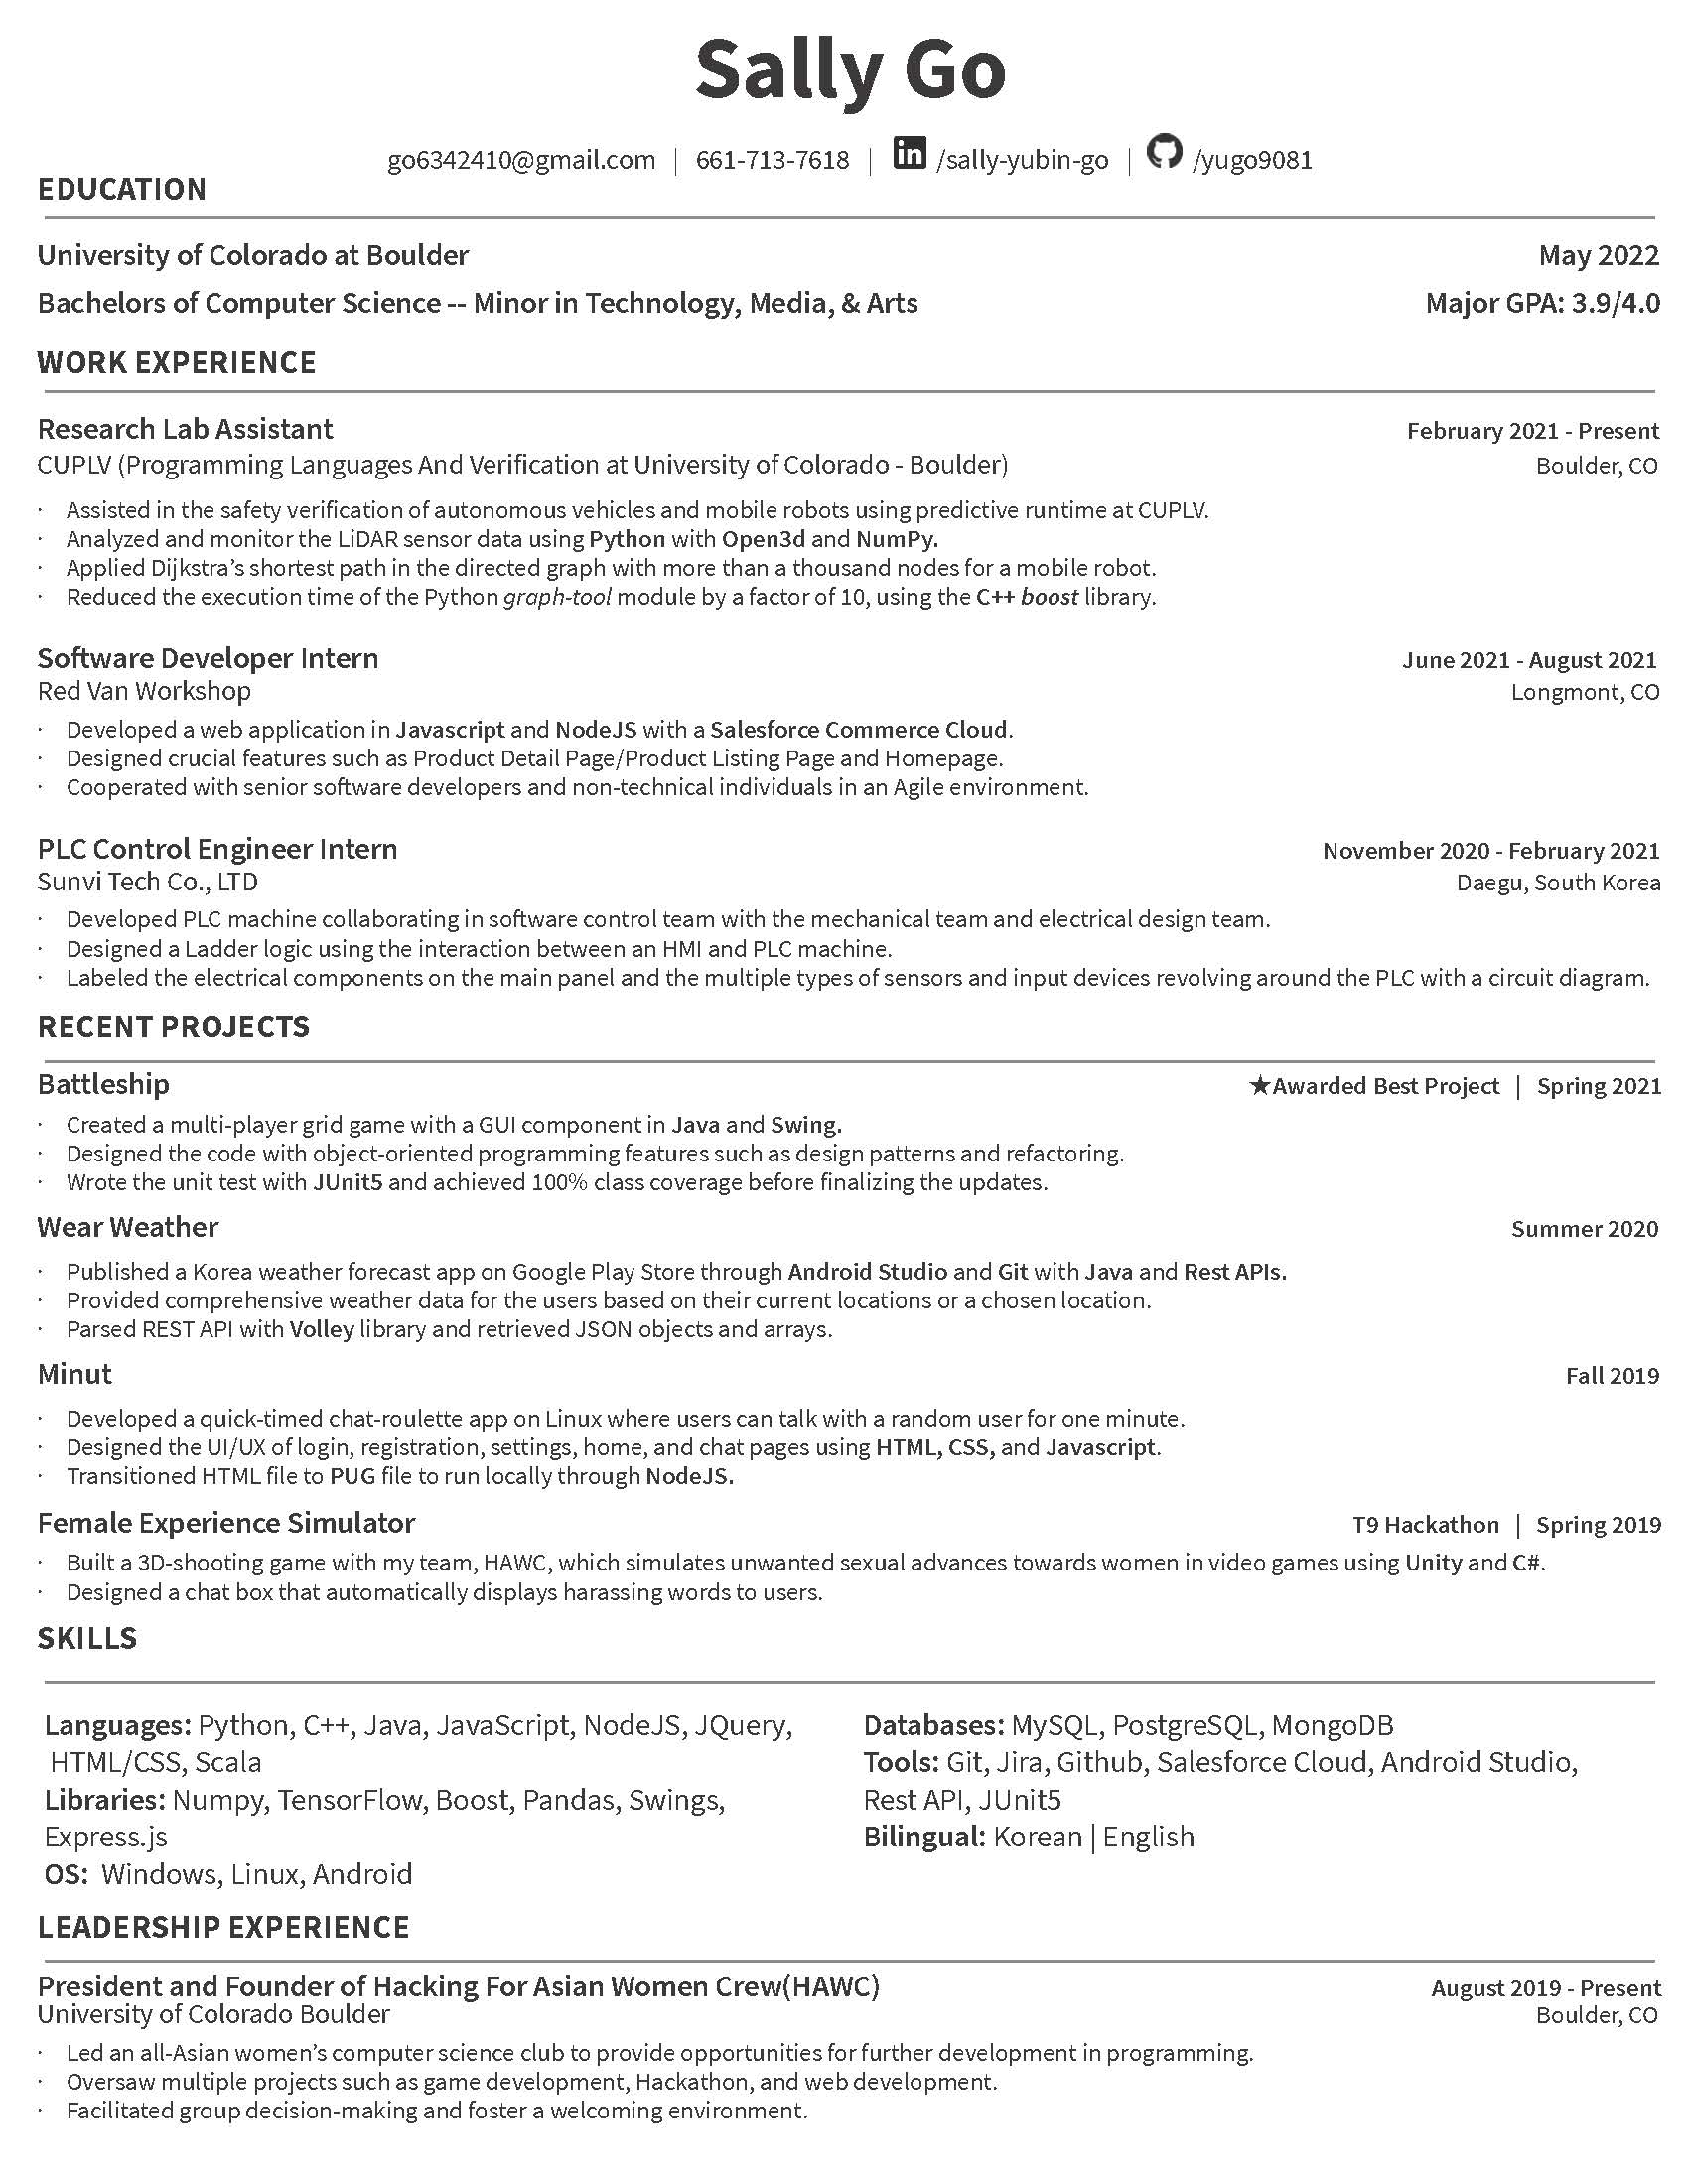 Sally Go
go6342410@gmail.com | 661-713-7618 | in /sally-yubin-go | /yugo9081
EDUCATION
University of Colorado at Boulder May 2022
Bachelors of Computer Science -- Minor in Technology, Media, & Arts Major GPA: 3.9/4.0
WORK EXPERIENCE
Research Lab Assistant February 2021 - Present
CUPLV (Programming Languages And Verification at University of Colorado - Boulder) Boulder, CO
· Assisted in the safety verification of autonomous vehicles and mobile robots using predictive runtime at CUPLV.
· Analyzed and monitor the LiDAR sensor data using Python with Open3d and NumPy.
· Applied Dijkstra's shortest path in the directed graph with more than a thousand nodes for a mobile robot.
· Reduced the execution time of the Python graph-tool module by a factor of 10, using the C++ boost library.
Software Developer Intern June 2021 - August 2021
Red Van Workshop Longmont, CO
· Developed a web application in Javascript and NodeJS with a Salesforce Commerce Cloud.
· Designed crucial features such as Product Detail Page/Product Listing Page and Homepage.
· Cooperated with senior software developers and non-technical individuals in an Agile environment.
PLC Control Engineer Intern November 2020 - February 2021
Sunvi Tech Co., LTD Daegu, South Korea
· Developed PLC machine collaborating in software control team with the mechanical team and electrical design team.
· Designed a Ladder logic using the interaction between an HMI and PLC machine.
· Labeled the electrical components on the main panel and the multiple types of sensors and input devices revolving around the PLC with a circuit diagram.
RECENT PROJECTS
Battleship ★Awarded Best Project | Spring 2021
· Created a multi-player grid game with a GUI component in Java and Swing.
· Designed the code with object-oriented programming features such as design patterns and refactoring.
· Wrote the unit test with JUnit5 and achieved 100% class coverage before finalizing the updates.
Wear Weather Summer 2020
· Published a Korea weather forecast app on Google Play Store through Android Studio and Git with Java and Rest APIs.
· Provided comprehensive weather data for the users based on their current locations or a chosen location.
· Parsed REST API with Volley library and retrieved JSON objects and arrays.
Minut Fall 2019
· Developed a quick-timed chat-roulette app on Linux where users can talk with a random user for one minute.
· Designed the UI/UX of login, registration, settings, home, and chat pages using HTML, CSS, and Javascript.
· Transitioned HTML file to PUG file to run locally through NodeJS.
Female Experience Simulator T9 Hackathon | Spring 2019
· Built a 3D-shooting game with my team, HAWC, which simulates unwanted sexual advances towards women in video games using Unity and C#.
· Designed a chat box that automatically displays harassing words to users.
SKILLS
Languages: Python, C++, Java, JavaScript, NodeJS, JQuery,
HTML/CSS, Scala
Libraries: Numpy, TensorFlow, Boost, Pandas, Swings,
Express.js
OS: Windows, Linux, Android
Databases: MySQL, PostgreSQL, MongoDB
Tools: Git, Jira, Github, Salesforce Cloud, Android Studio,
Rest API, JUnit5
Bilingual: Korean | English
LEADERSHIP EXPERIENCE
President and Founder of Hacking For Asian Women Crew(HAWC) August 2019 - Present
University of Colorado Boulder Boulder, CO
· Led an all-Asian women's computer science club to provide opportunities for further development in programming.
· Oversaw multiple projects such as game development, Hackathon, and web development.
· Facilitated group decision-making and foster a welcoming environment.